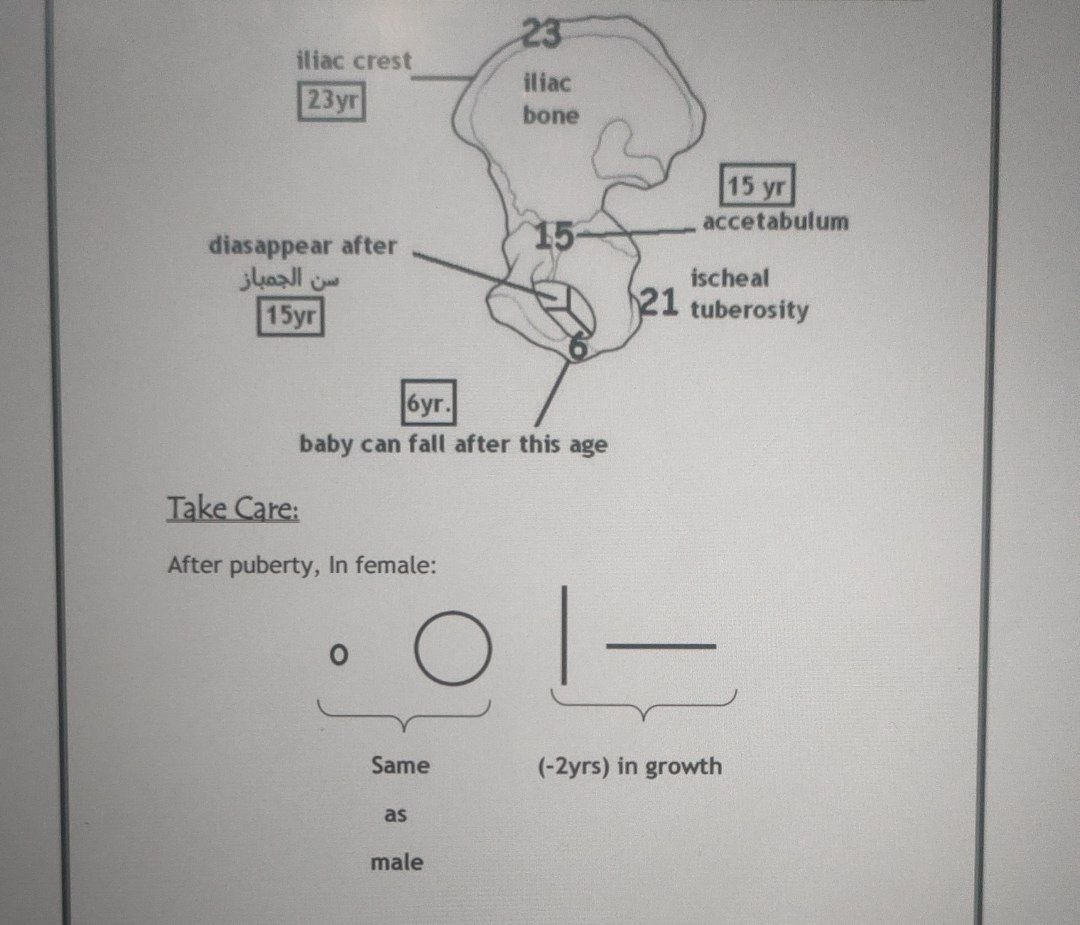 23
iliac crest
23yr
iliac
bone
15 yr
accetabulum
15
diasappear after
سن الجمباز
15yr
ischeal
21 tuberosity
6
6yr.
baby can fall after this age
Take Care:
After puberty, In female:
Same
as
male
(-2yrs) in growth